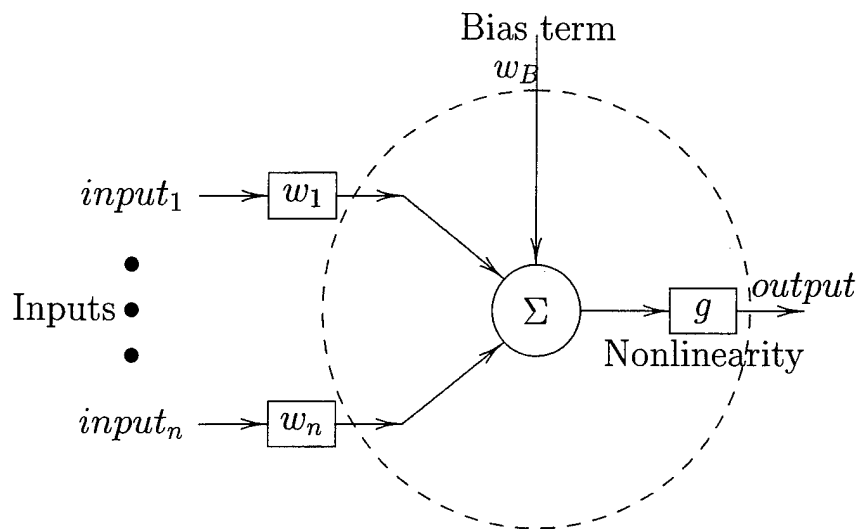 Bias term
w_B
input_1
w_1
Inputs
Σ
g
output
Nonlinearity
input_n
w_n